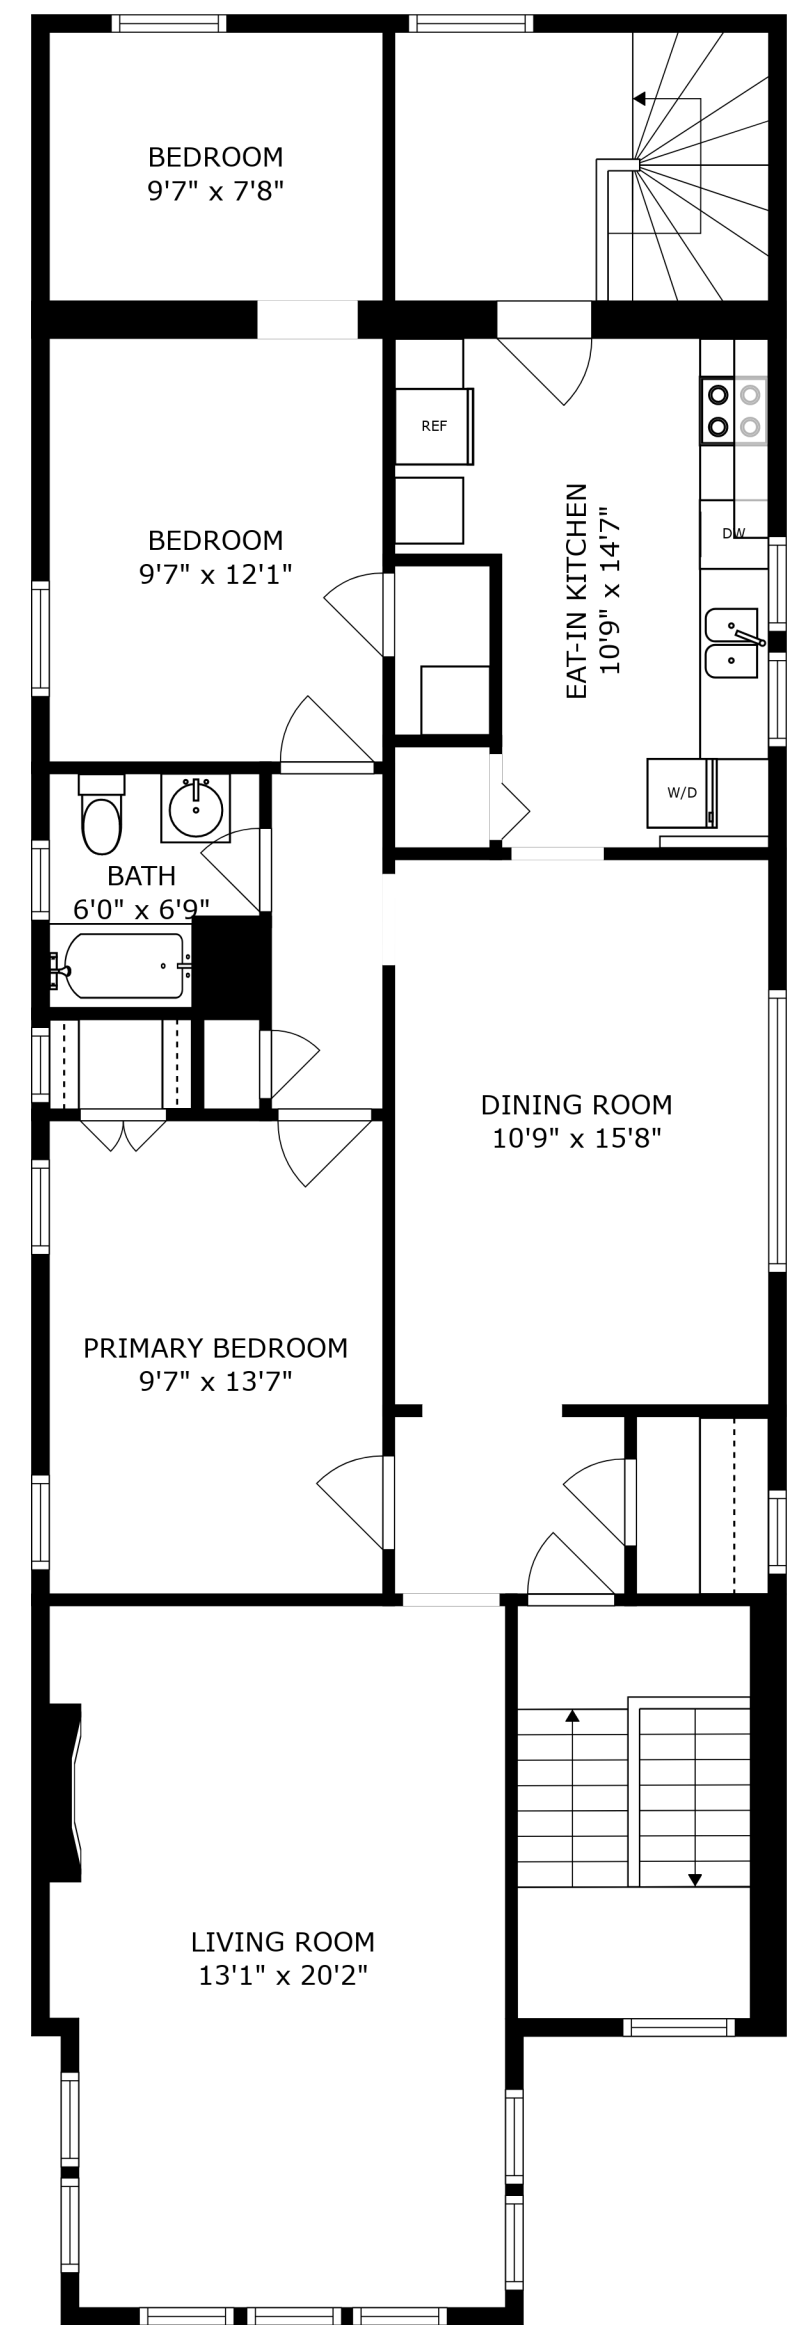 BEDROOM
9'7" x 7'8"
BEDROOM
9'7" x 12'1"
REF
EAT-IN KITCHEN
10'9" x 14'7"
DW
W/D
BATH
6'0" x 6'9"
DINING ROOM
10'9" x 15'8"
PRIMARY BEDROOM
9'7" x 13'7"
LIVING ROOM
13'1" x 20'2"